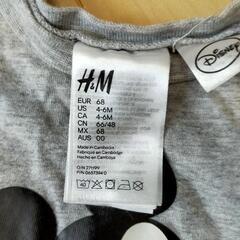 H&M
EUR 68
US 4-6M
CA 4-6M
CN 66/48
MX 68
AUS 00
Made in Cambodia
Fabriqué en Cambodge
Hecho en Camboya
Disney